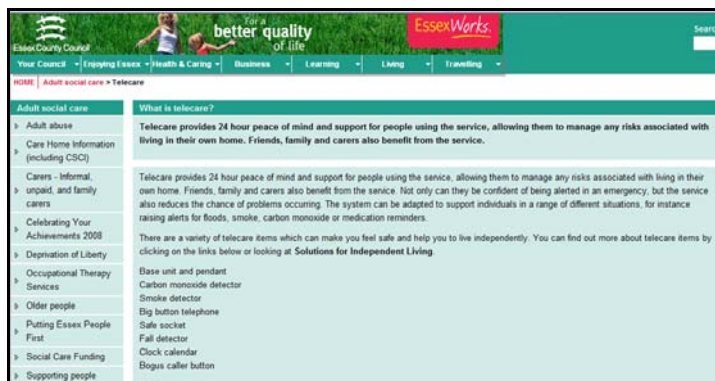 For a
better quality
of life
EssexWorks.
Essex County Council
Search
Your Council Enjoying Essex Health & Caring Business Learning Living Travelling
HOME Adult social care > Telecare
Adult social care
Adult abuse
Care Home Information
(including CSCI)
Carers - Informal,
unpaid, and family
carers
Celebrating Your
Achievements 2008
Deprivation of Liberty
Occupational Therapy
Services
Older people
Putting Essex People
First
Social Care Funding
Supporting people
What is telecare?
Telecare provides 24 hour peace of mind and support for people using the service, allowing them to manage any risks associated with
living in their own home. Friends, family and carers also benefit from the service.
Telecare provides 24 hour peace of mind and support for people using the service, allowing them to manage any risks associated with living in their
own home. Friends, family and carers also benefit from the service. Not only can they be confident of being alerted in an emergency, but the service
also reduces the chance of problems occurring. The system can be adapted to support individuals in a range of different situations, for instance
raising alerts for floods, smoke, carbon monoxide or medication reminders.
There are a variety of telecare items which can make you feel safe and help you to live independently. You can find out more about telecare items by
clicking on the links below or looking at Solutions for Independent Living.
Base unit and pendant
Carbon monoxide detector
Smoke detector
Big button telephone
Safe socket
Fall detector
Clock calendar
Bogus caller button